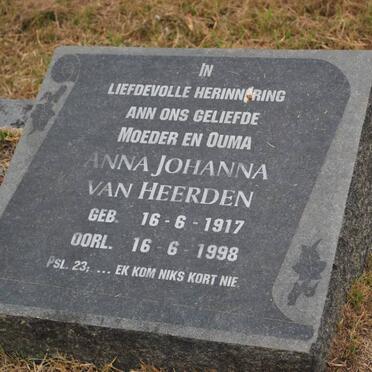 IN
LIEFDEVOLLE HERINNERING
ANN ONS GELIEFDE
MOEDER EN OUMA
ANNA JOHANNA
VAN HEERDEN
GEB. 16-6-1917
OORL. 16-6-1998
PSL. 23; ... EK KOM NIKS KORT NIE